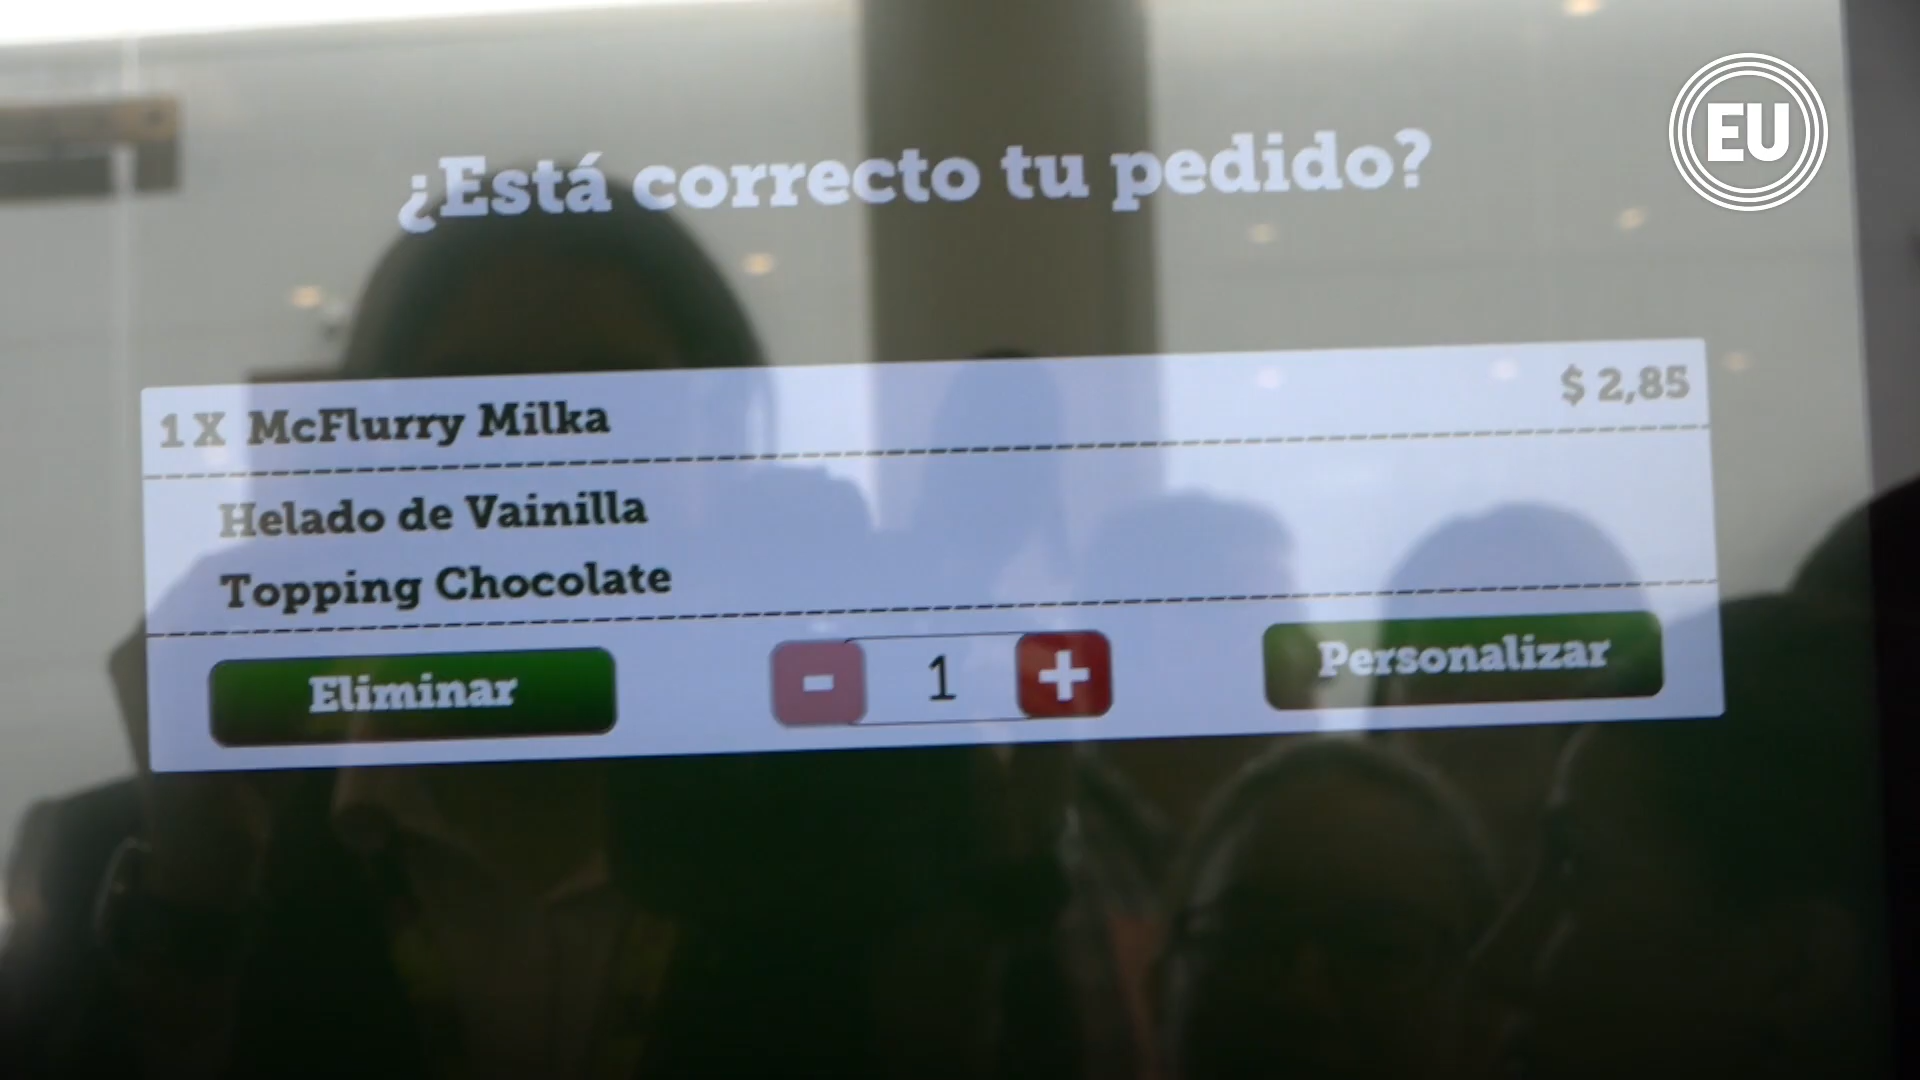 EU
¿Está correcto tu pedido?
1 X McFlurry Milka $ 2,85
Helado de Vainilla
Topping Chocolate
Eliminar - 1 + Personalizar